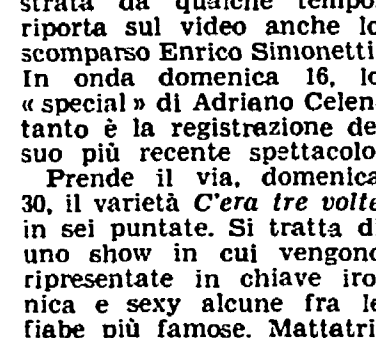 strata da qualche tempo
riporta sul video anche lo
scomparso Enrico Simonetti
In onda domenica 16, lo
« special » di Adriano Celen
tanto è la registrazione de
suo più recente spettacolo
Prende il via, domenica
30, il varietà C'era tre volte
in sei puntate. Si tratta d
uno show in cui vengono
ripresentate in chiave iro
nica e sexy alcune fra le
fiabe più famose. Mattatri